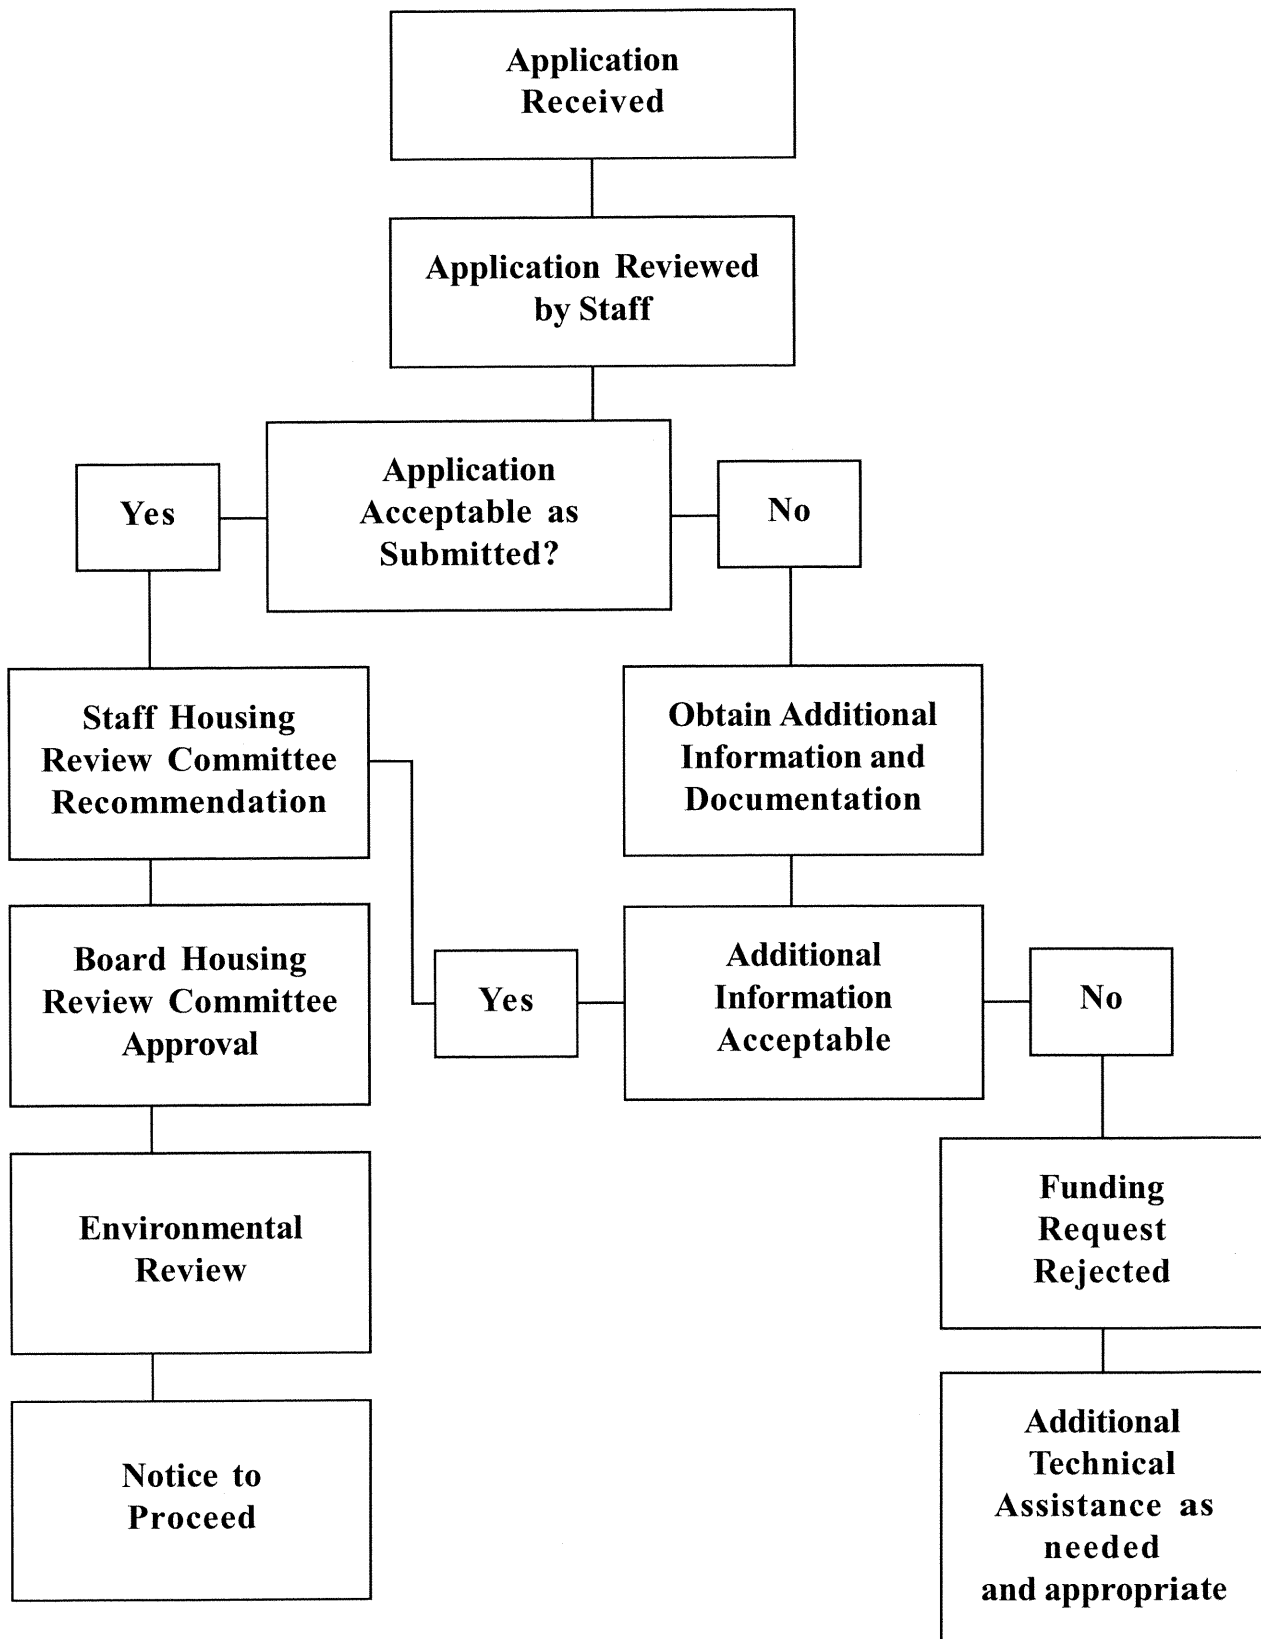 Application
Received
Application Reviewed
by Staff
Application
Acceptable as
Submitted?
Yes
No
Staff Housing
Review Committee
Recommendation
Obtain Additional
Information and
Documentation
Board Housing
Review Committee
Approval
Yes
Additional
Information
Acceptable
No
Environmental
Review
Funding
Request
Rejected
Notice to
Proceed
Additional
Technical
Assistance as
needed
and appropriate